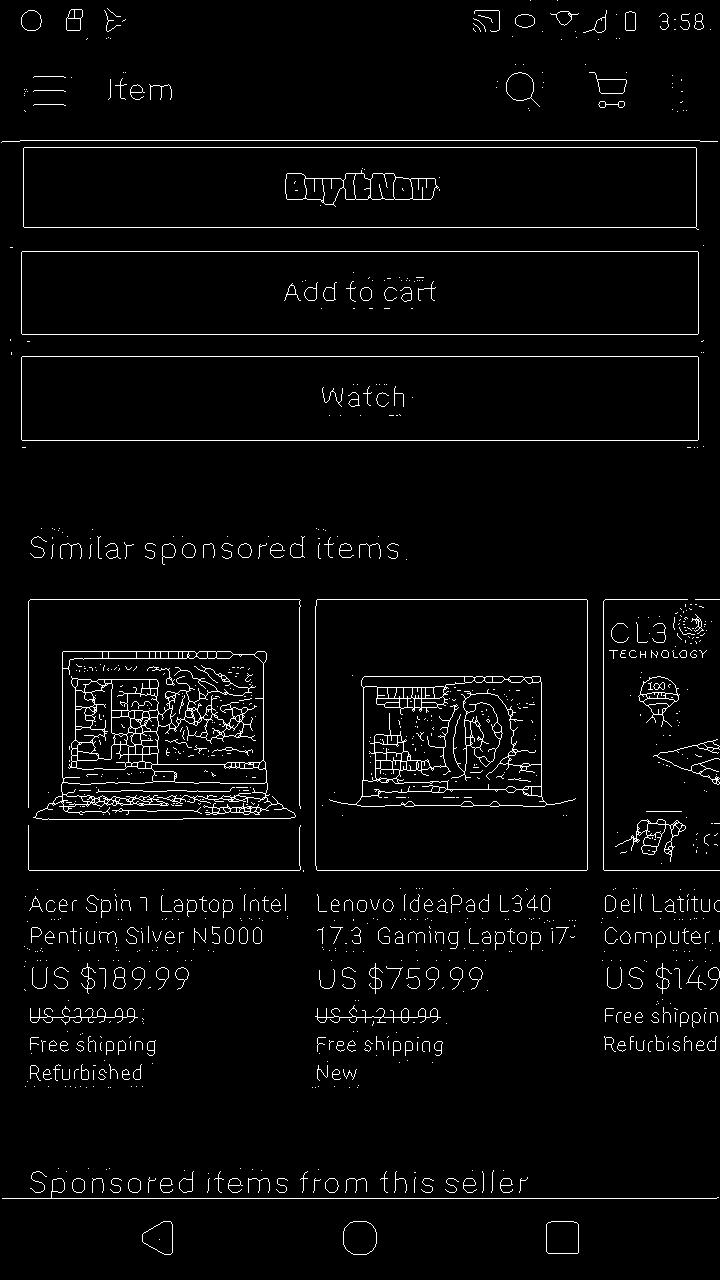 3:58
Item
Buy It Now
Add to cart
Watch
Similar sponsored items
CL3
TECHNOLOGY
100%
Acer Spin 1 Laptop Intel
Pentium Silver N5000
US $189.99
US $329.99
Free shipping
Refurbished
Lenovo IdeaPad L340
17.3" Gaming Laptop i7-
US $759.99
US $1,210.99
Free shipping
New
Dell Latitud
Computer
US $149
Free shippin
Refurbished
Sponsored items from this seller